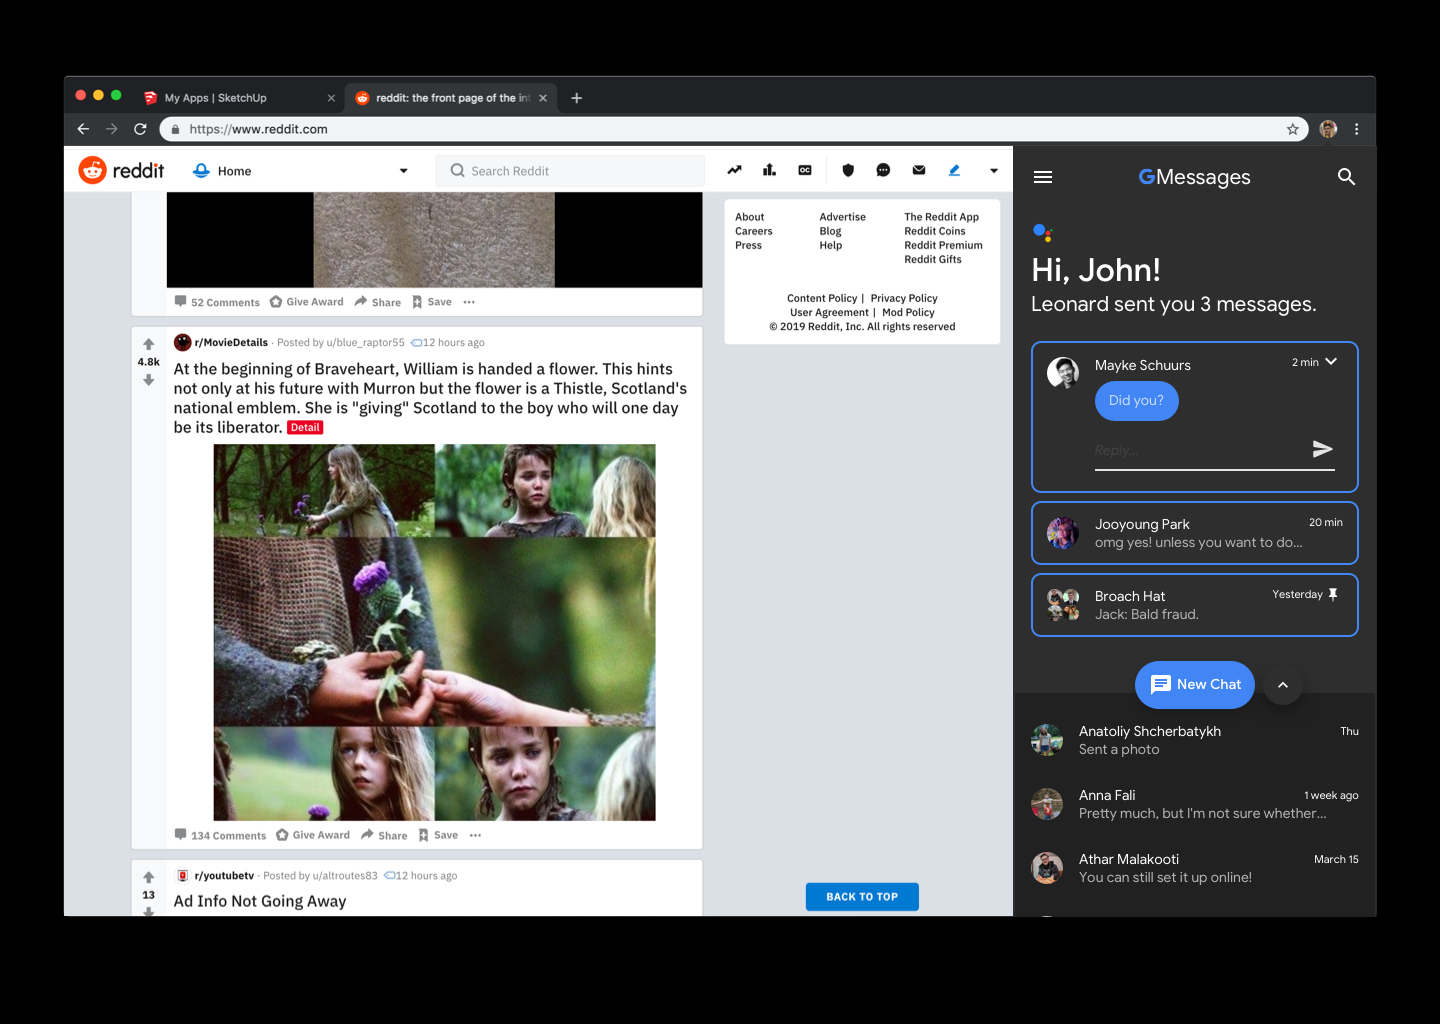 My Apps | SketchUp
reddit: the front page of the int
https://www.reddit.com
reddit
Home
Search Reddit
OC
52 Comments Give Award Share Save
4.8k
r/MovieDetails · Posted by u/blue_raptor55 12 hours ago
At the beginning of Braveheart, William is handed a flower. This hints
not only at his future with Murron but the flower is a Thistle, Scotland's
national emblem. She is "giving" Scotland to the boy who will one day
be its liberator. Detail
134 Comments Give Award Share Save
13
r/youtubetv · Posted by u/altroutes83 12 hours ago
Ad Info Not Going Away
About Advertise The Reddit App
Careers Blog Reddit Coins
Press Help Reddit Premium
Reddit Gifts
Content Policy | Privacy Policy
User Agreement | Mod Policy
© 2019 Reddit, Inc. All rights reserved
BACK TO TOP
GMessages
Hi, John!
Leonard sent you 3 messages.
Mayke Schuurs 2 min
Did you?
Reply...
Jooyoung Park 20 min
omg yes! unless you want to do...
Broach Hat Yesterday
Jack: Bald fraud.
New Chat
Anatoliy Shcherbatykh Thu
Sent a photo
Anna Fali 1 week ago
Pretty much, but I'm not sure whether...
Athar Malakooti March 15
You can still set it up online!